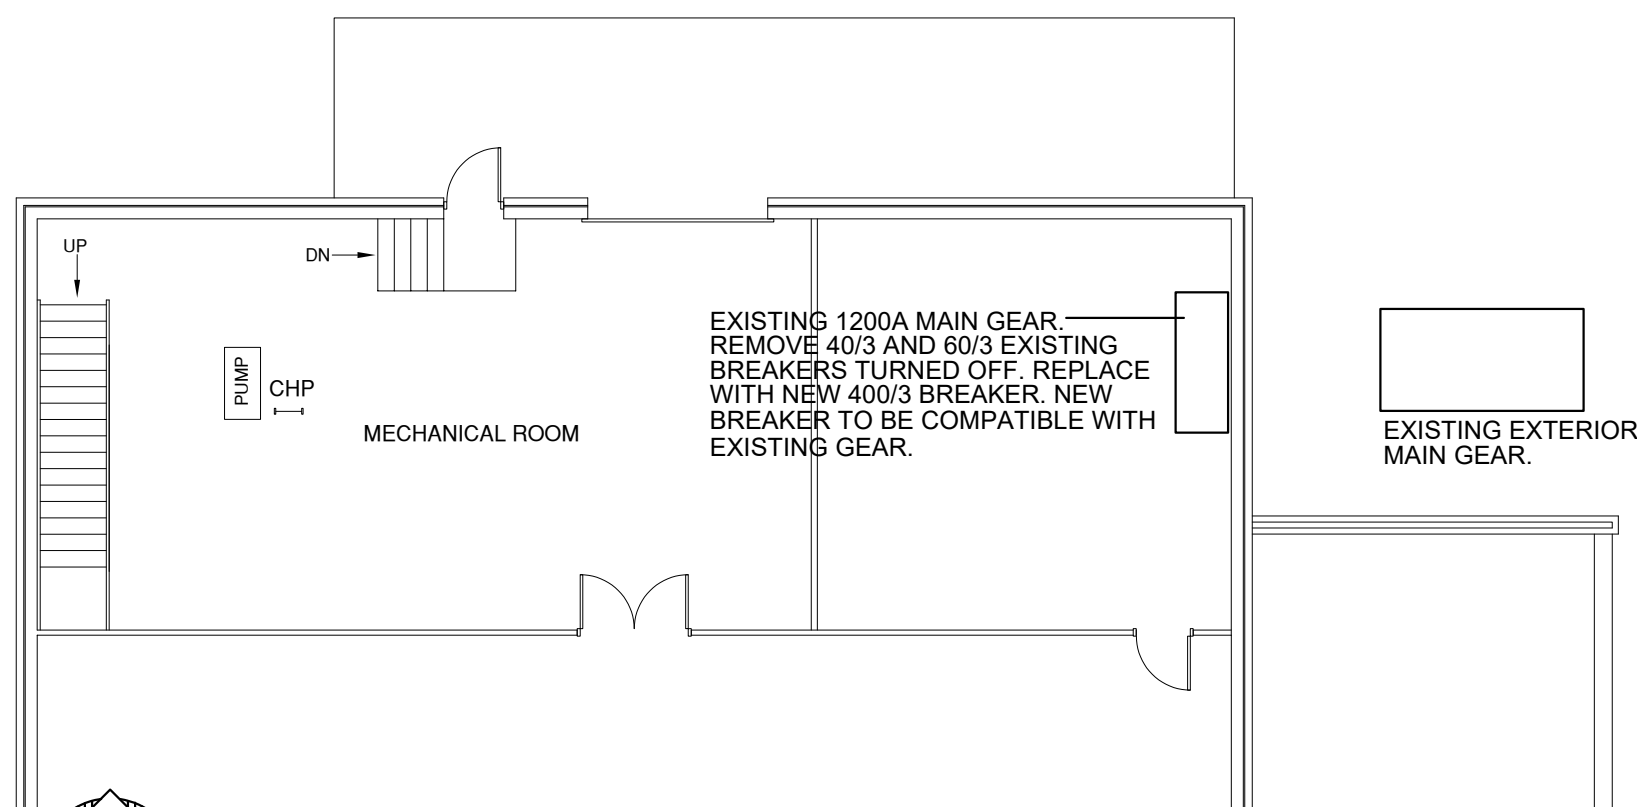 UP
DN
EXISTING 1200A MAIN GEAR.
REMOVE 40/3 AND 60/3 EXISTING
BREAKERS TURNED OFF. REPLACE
WITH NEW 400/3 BREAKER. NEW
BREAKER TO BE COMPATIBLE WITH
EXISTING GEAR.
PUMP
CHP
MECHANICAL ROOM
EXISTING EXTERIOR
MAIN GEAR.